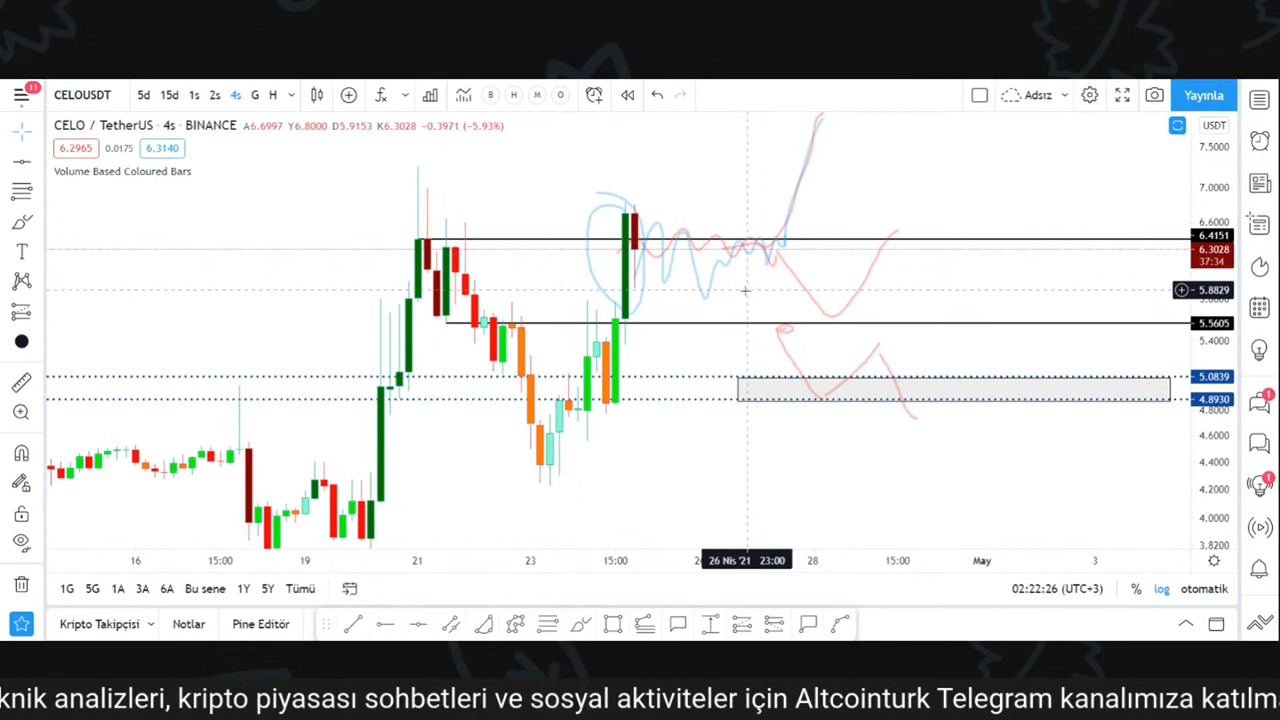 11
CELOUSDT 5d 15d 1s 2s 4s G H B H M O Adsız Yayınla
CELO / TetherUS · 4s · BINANCE A6.6997 Y6.8000 D5.9153 K6.3028 −0.3971 (−5.93%) USDT
6.2965 0.0175 6.3140
Volume Based Coloured Bars
7.5000
7.0000
6.6000
6.4151
6.3028
37:34
5.8829
5.5605
5.4000
5.0839
4.8930
4.8000
4.6000
4.4000
4.2000
4.0000
3.8200
1
1
16 15:00 19 21 23 15:00 26 Nis '21 23:00 28 15:00 May 3
1G 5G 1A 3A 6A Bu sene 1Y 5Y Tümü 02:22:26 (UTC+3) % log otomatik
Kripto Takipçisi Notlar Pine Editör
knik analizleri, kripto piyasası sohbetleri ve sosyal aktiviteler için Altcointurk Telegram kanalımıza katılm